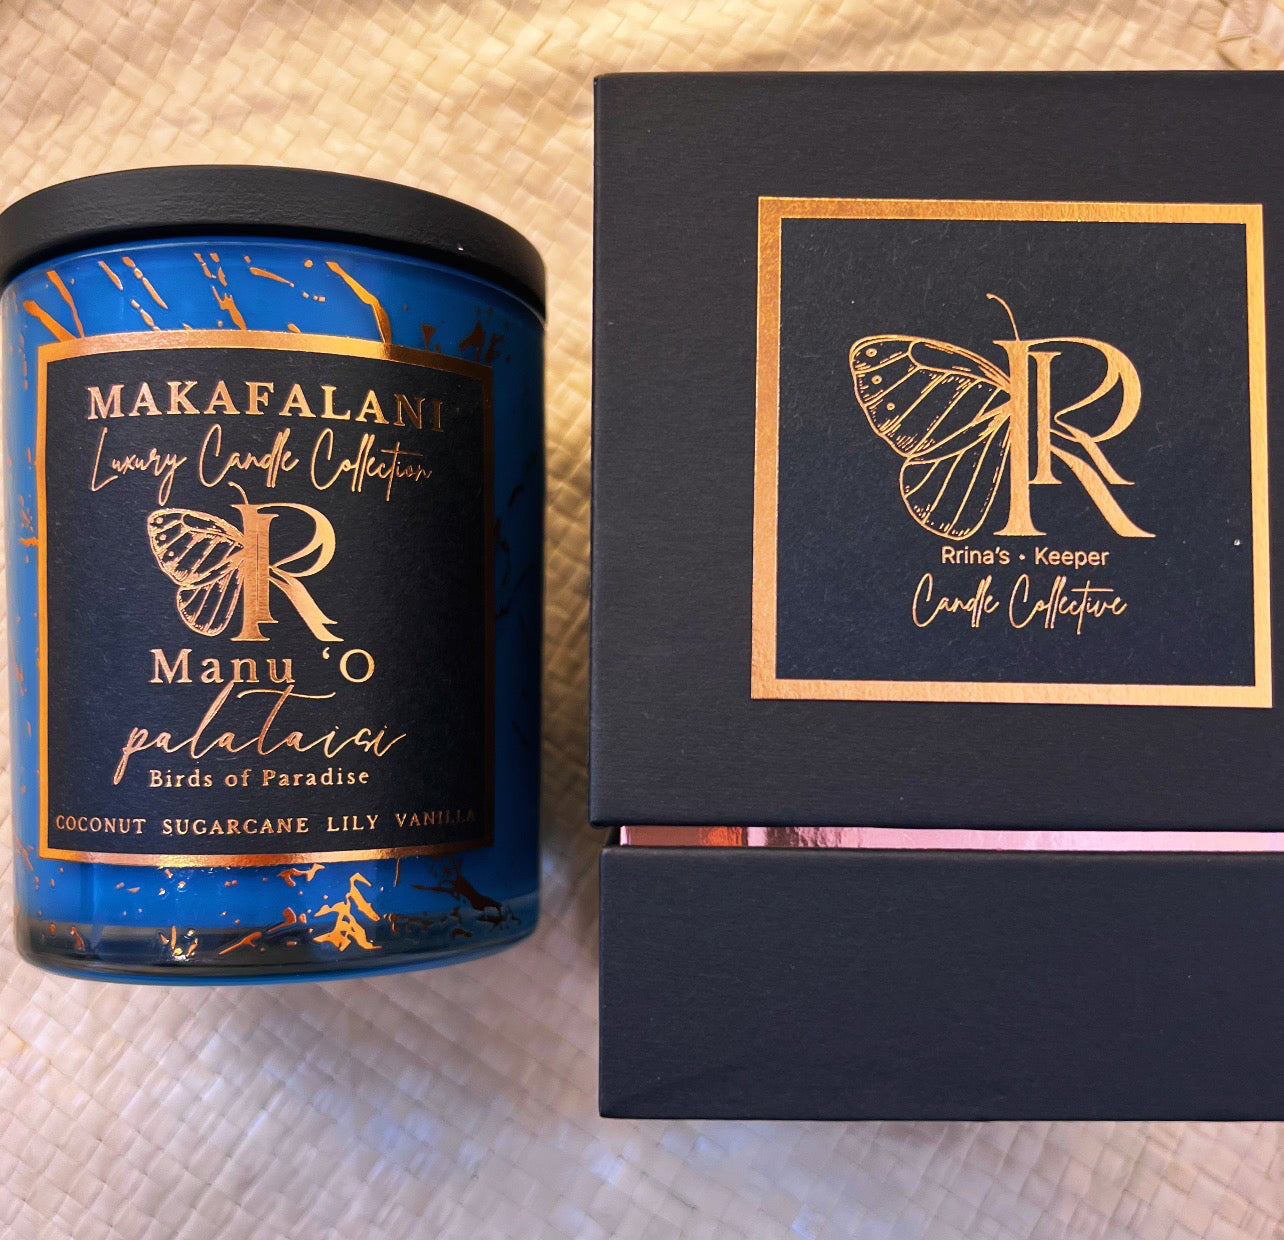 MAKAFALANI
Luxury Candle Collection
R
Manu ‘O
palataisi
Birds of Paradise
COCONUT SUGARCANE LILY VANILLA
R
Rrina's • Keeper
Candle Collective